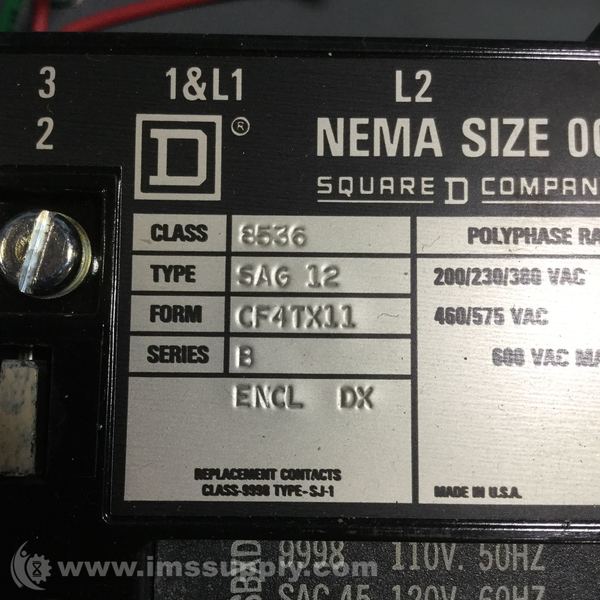 3 1&L1 L2
2
D ®
NEMA SIZE 00
SQUARE D COMPAN
CLASS 8536
TYPE SAG 12
FORM CF4TX11
SERIES B
ENCL DX
REPLACEMENT CONTACTS
CLASS-9998 TYPE-SJ-1
POLYPHASE RA
200/230/380 VAC
460/575 VAC
600 VAC MA
MADE IN U.S.A.
9998 110V. 50HZ
SAC 45 120V. 60HZ
www.imssupply.com